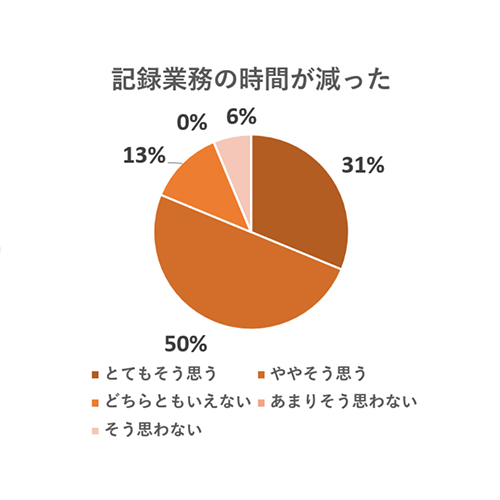 記録業務の時間が減った
0% 6%
13% 31%
50%
とてもそう思う ややそう思う
どちらともいえない あまりそう思わない
そう思わない